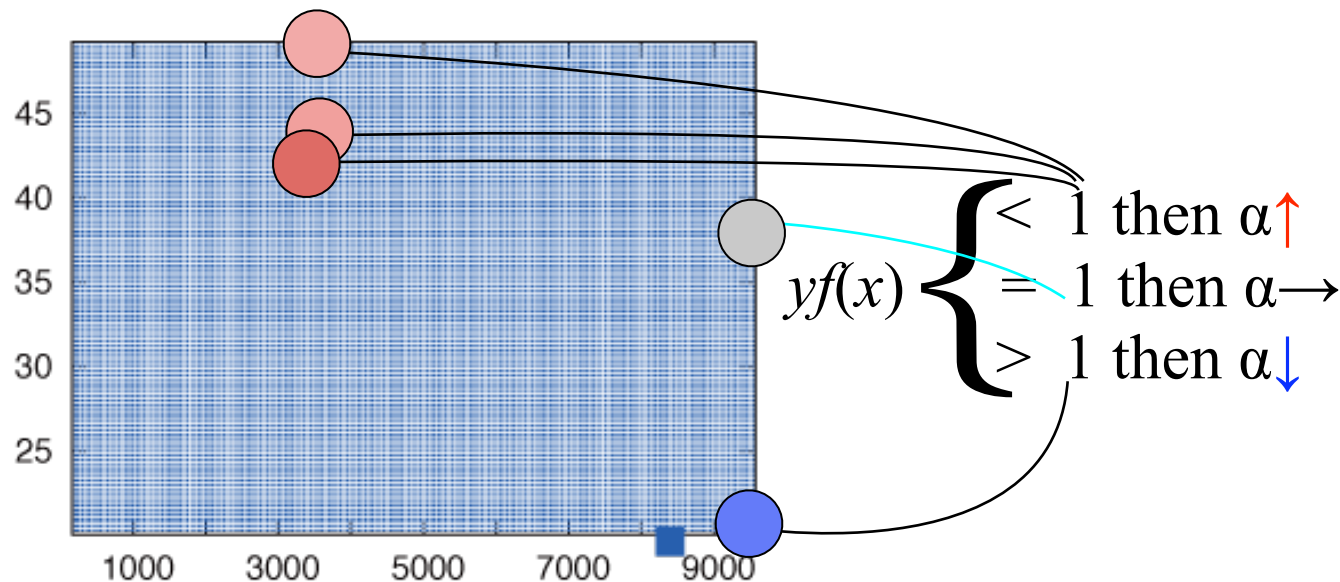 45
40
35
30
25
1000 3000 5000 7000 9000
< 1 then α↑
yf(x) { = 1 then α→
> 1 then α↓